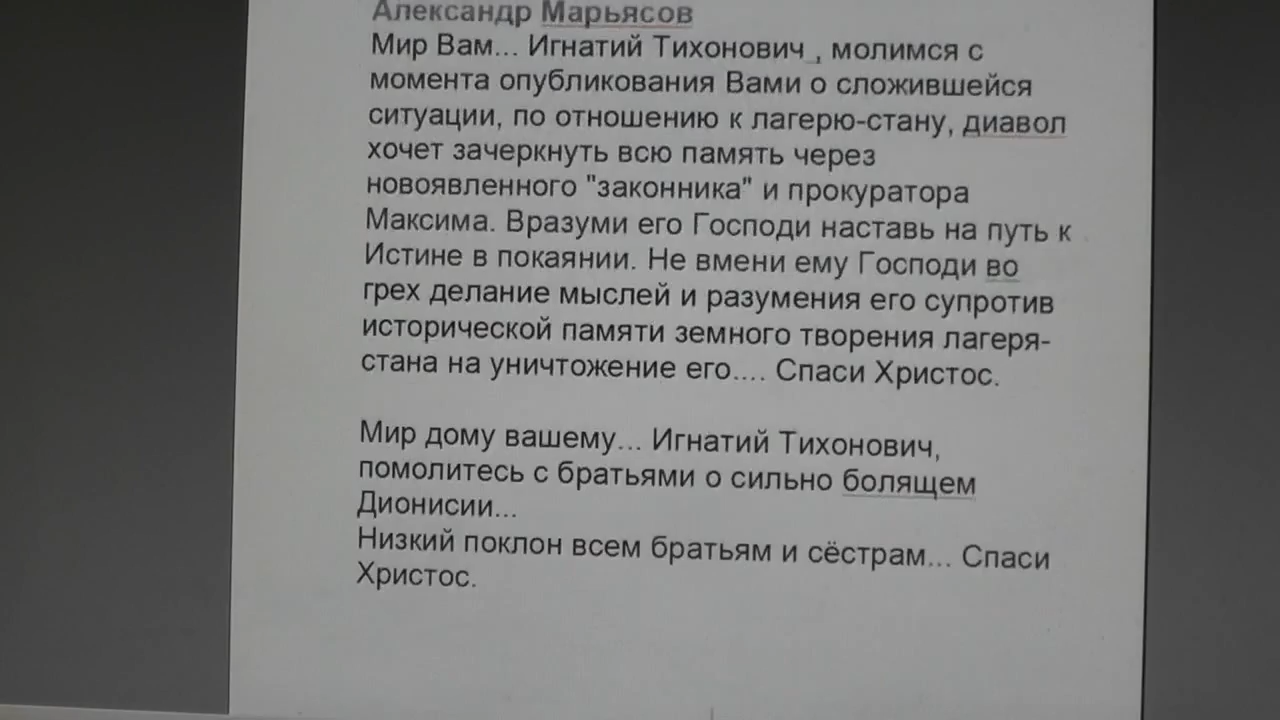 Александр Марьясов
Мир Вам... Игнатий Тихонович , молимся с
момента опубликования Вами о сложившейся
ситуации, по отношению к лагерю-стану, диавол
хочет зачеркнуть всю память через
новоявленного "законника" и прокуратора
Максима. Вразуми его Господи наставь на путь к
Истине в покаянии. Не вмени ему Господи во
грех делание мыслей и разумения его супротив
исторической памяти земного творения лагеря-
стана на уничтожение его.... Спаси Христос.
Мир дому вашему... Игнатий Тихонович,
помолитесь с братьями о сильно болящем
Дионисии...
Низкий поклон всем братьям и сёстрам... Спаси
Христос.